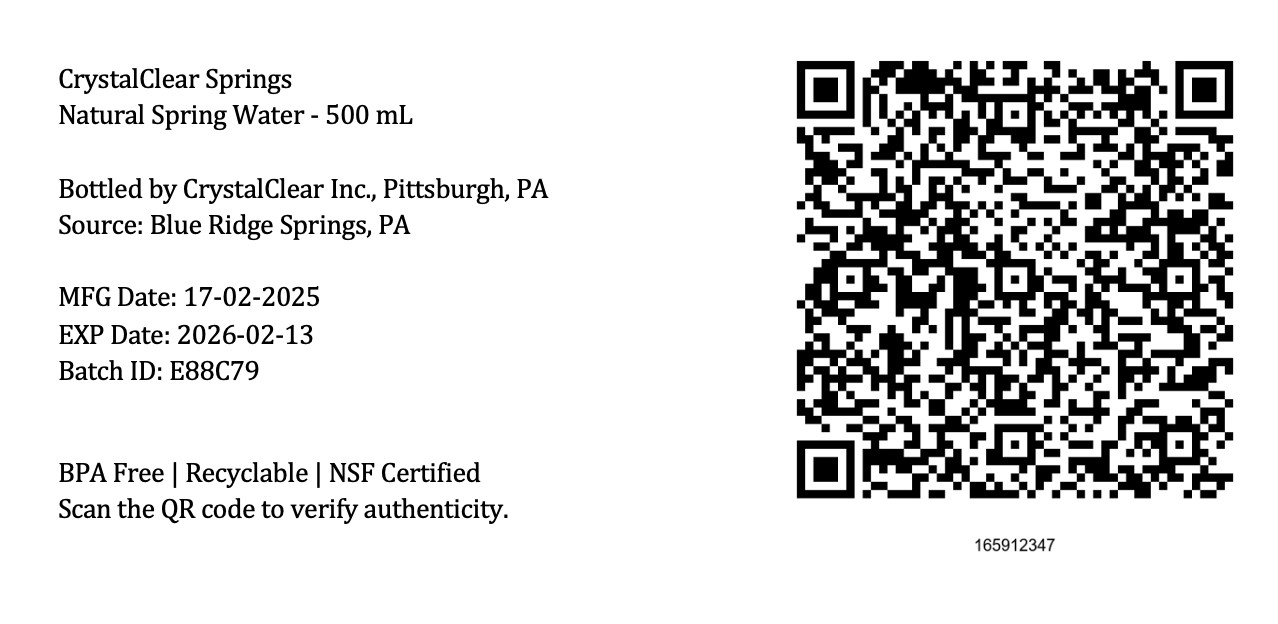 CrystalClear Springs
Natural Spring Water - 500 mL
Bottled by CrystalClear Inc., Pittsburgh, PA
Source: Blue Ridge Springs, PA
MFG Date: 17-02-2025
EXP Date: 2026-02-13
Batch ID: E88C79
BPA Free | Recyclable | NSF Certified
Scan the QR code to verify authenticity.
165912347